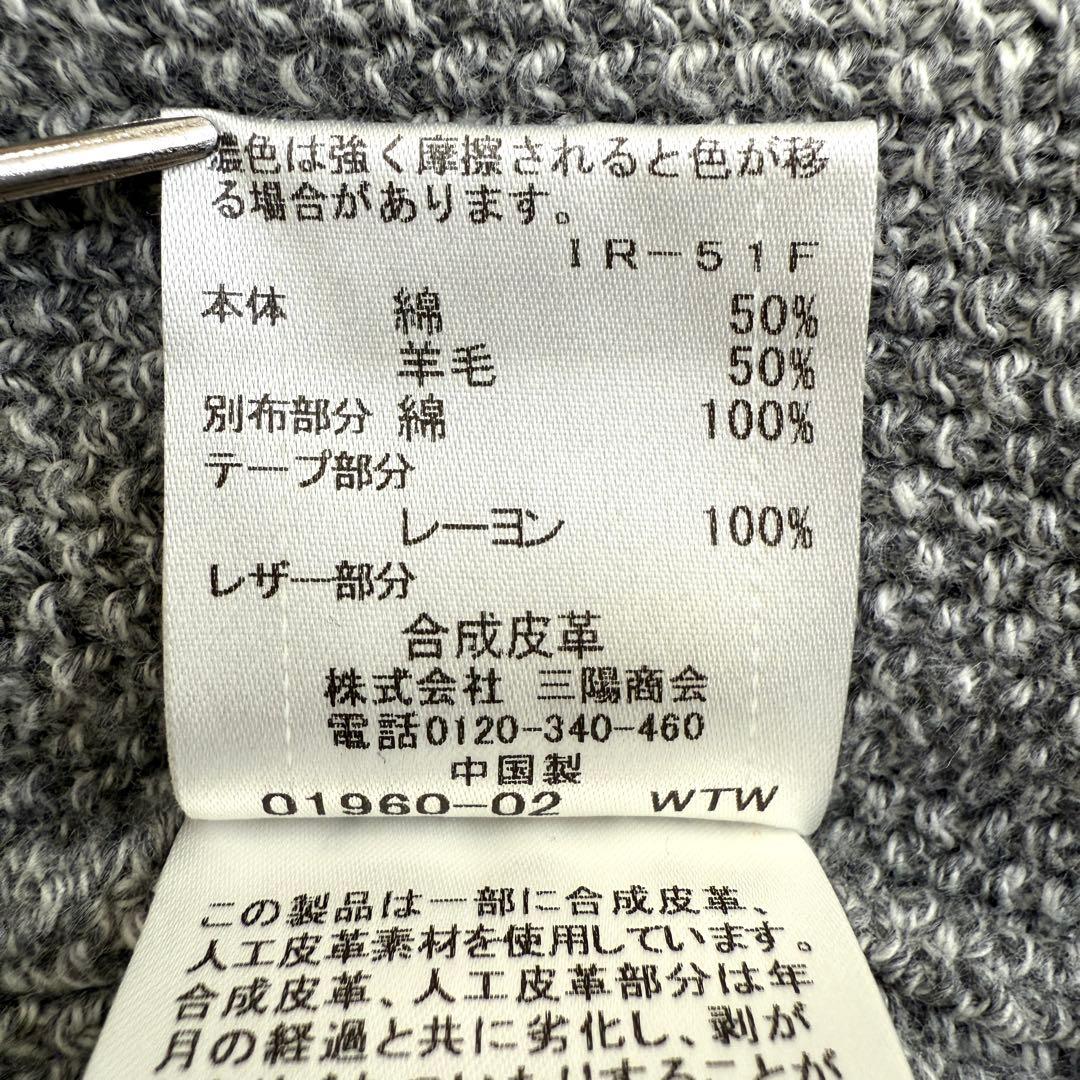 濃色は強く摩擦されると色が移
る場合があります。
IR-51F
本体 綿 50%
羊毛 50%
別布部分 綿 100%
テープ部分
レーヨン 100%
レザー部分
合成皮革
株式会社 三陽商会
電話0120-340-460
中国製
01960-02 WTW
この製品は一部に合成皮革、
人工皮革素材を使用しています。
合成皮革、人工皮革部分は年
月の経過と共に劣化し、剥が
することが